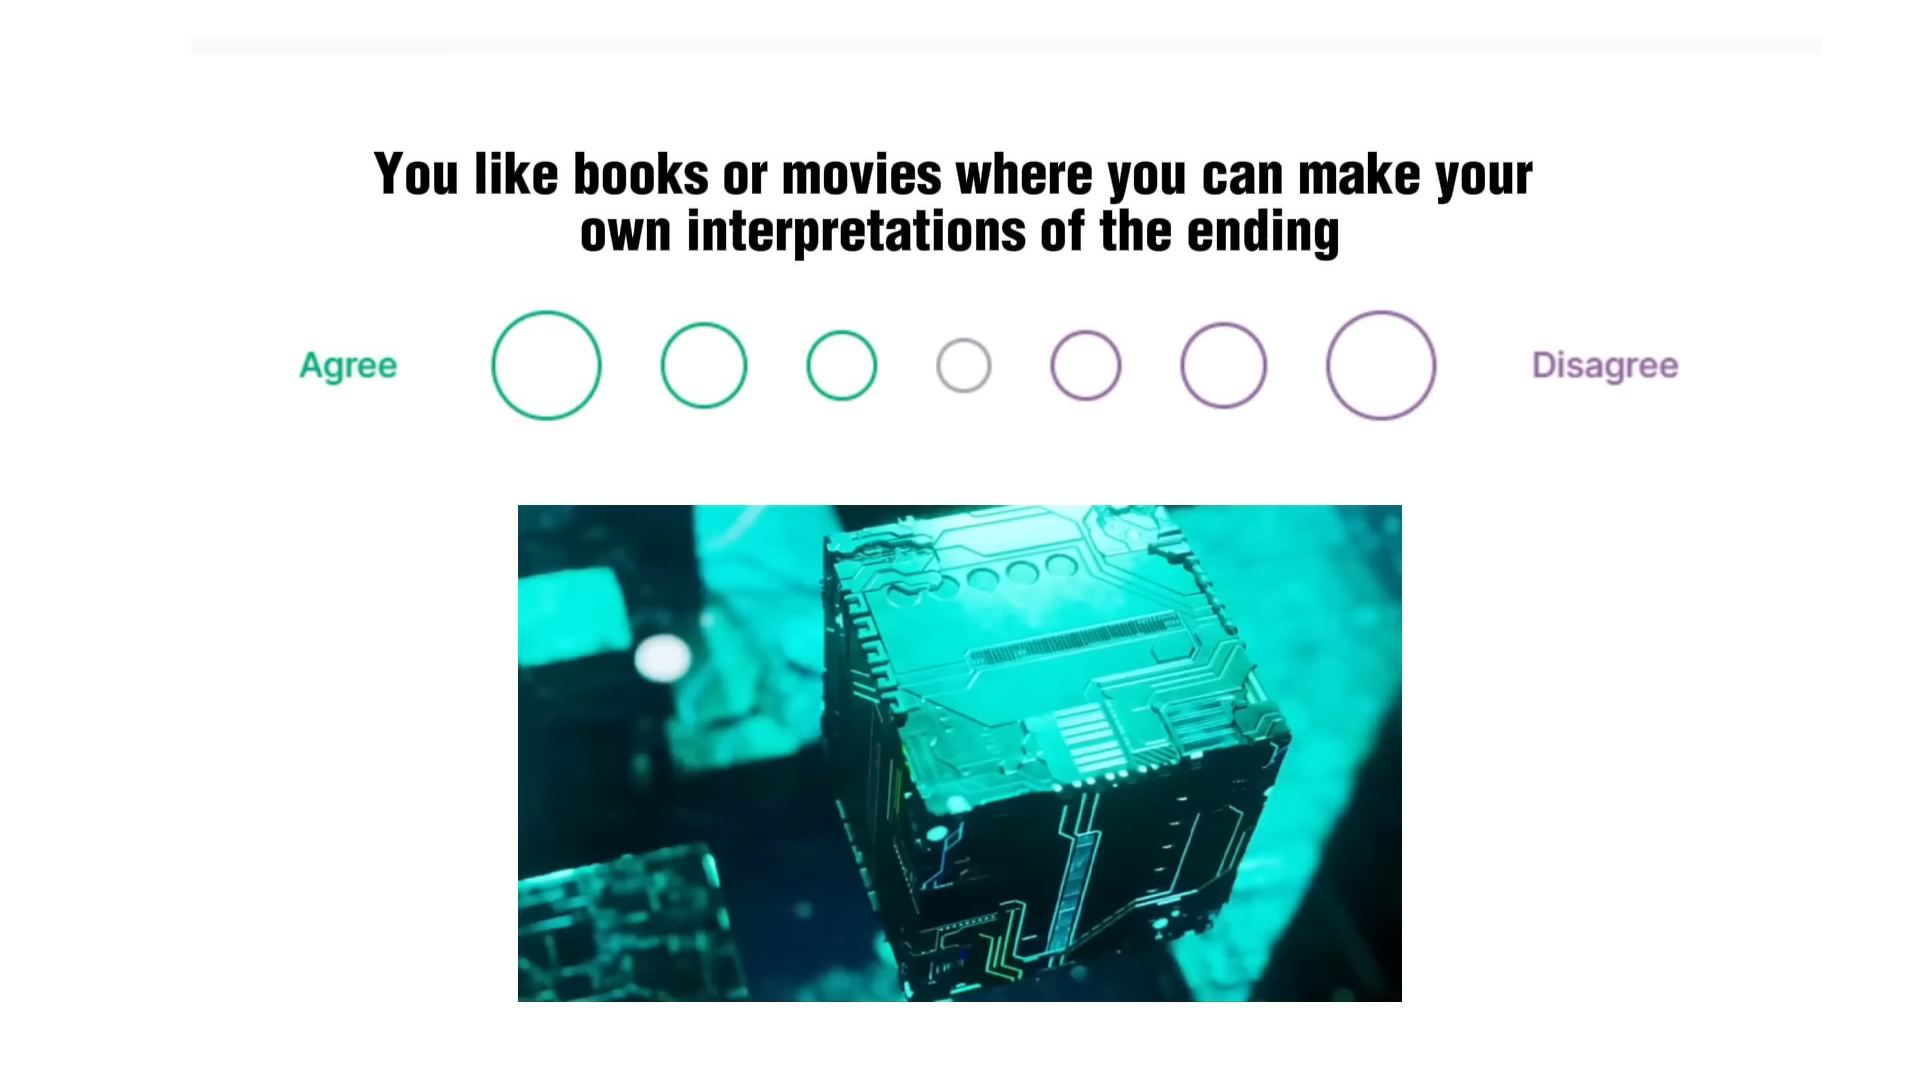 You like books or movies where you can make your
own interpretations of the ending
Agree
Disagree